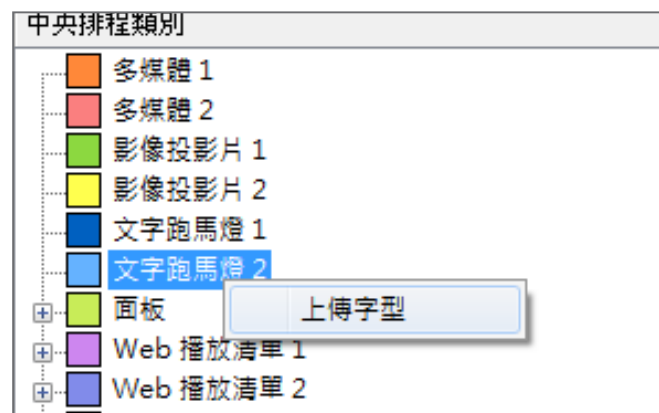 中央排程類別
多媒體 1
多媒體 2
影像投影片 1
影像投影片 2
文字跑馬燈 1
文字跑馬燈 2
面板
上傳字型
Web 播放清單 1
Web 播放清單 2